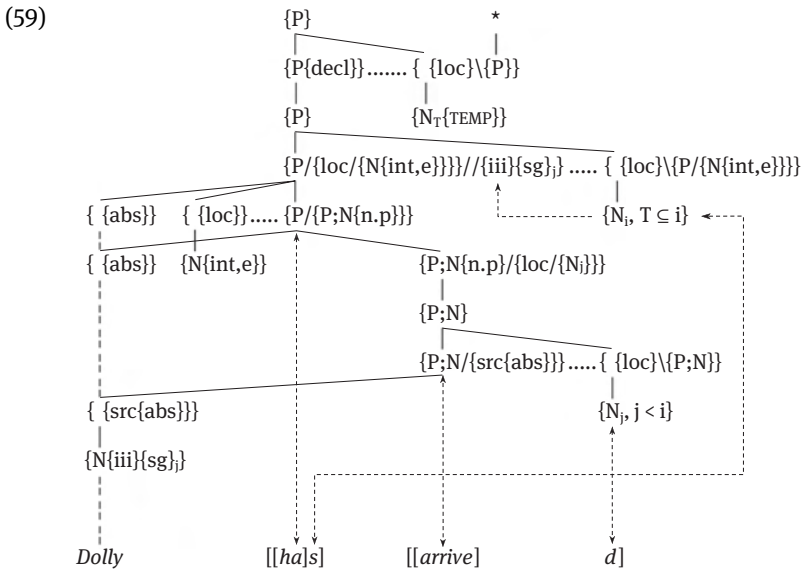 (59)
{P} *
{P{decl}}....... { {loc}\{P}}
{P} {N_T{TEMP}}
{P/{loc/{N{int,e}}}}//{iii}{sg}_j} ..... { {loc}\{P/{N{int,e}}}}
{ {abs}} { {loc}}..... {P/{P;N{n.p}}} {N_i, T ⊆ i}
{ {abs}} {N{int,e}} {P;N{n.p}/{loc/{N_j}}}
{P;N}
{P;N/{src{abs}}}..... { {loc}\{P;N}}
{ {src{abs}}} {N_j, j < i}
{N{iii}{sg}_j}
Dolly [[ha]s] [[arrive] d]